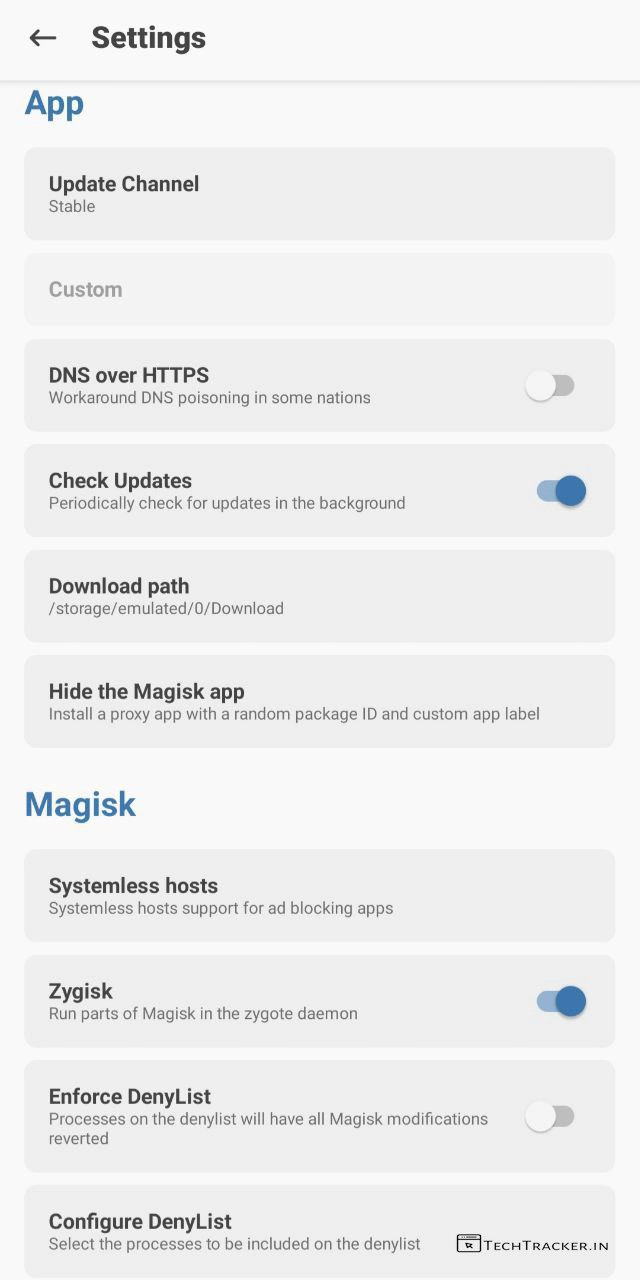 Settings
App
Update Channel
Stable
Custom
DNS over HTTPS
Workaround DNS poisoning in some nations
Check Updates
Periodically check for updates in the background
Download path
/storage/emulated/0/Download
Hide the Magisk app
Install a proxy app with a random package ID and custom app label
Magisk
Systemless hosts
Systemless hosts support for ad blocking apps
Zygisk
Run parts of Magisk in the zygote daemon
Enforce DenyList
Processes on the denylist will have all Magisk modifications
reverted
Configure DenyList
Select the processes to be included on the denylist
TECHTRACKER.IN